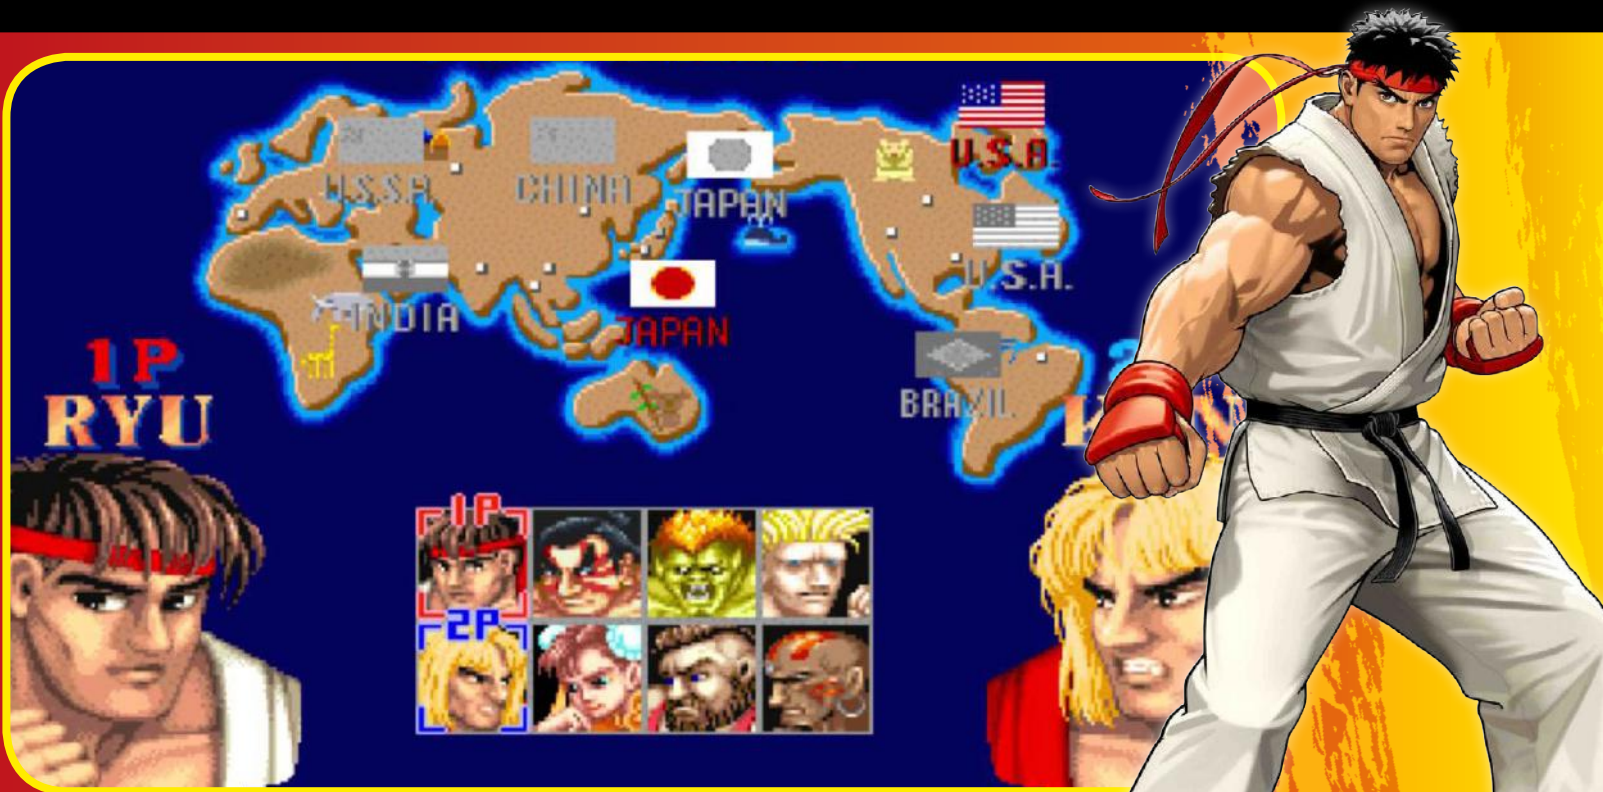 U.S.A.
U.S.S.R.
CHINA
JAPAN
U.S.A.
INDIA
JAPAN
1P
RYU
BRAZIL
1P
2P